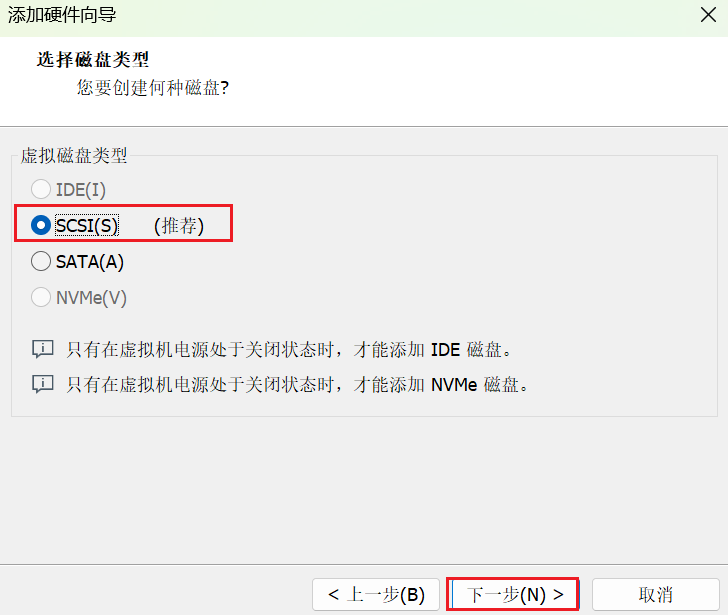 添加硬件向导
选择磁盘类型
您要创建何种磁盘?
虚拟磁盘类型
IDE(I)
SCSI(S) (推荐)
SATA(A)
NVMe(V)
只有在虚拟机电源处于关闭状态时，才能添加 IDE 磁盘。
只有在虚拟机电源处于关闭状态时，才能添加 NVMe 磁盘。
< 上一步(B) 下一步(N) > 取消